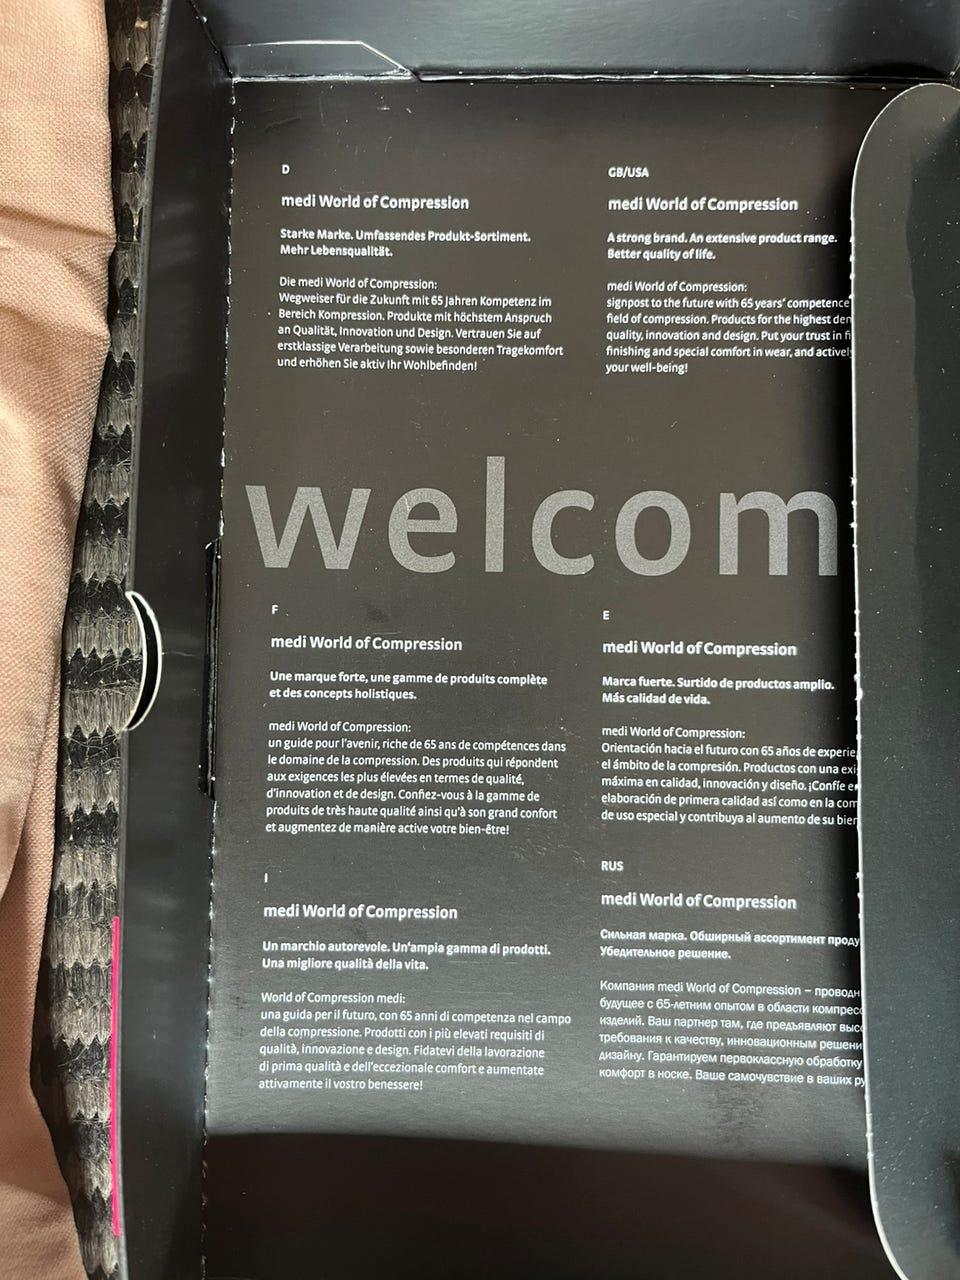 D
medi World of Compression
Starke Marke. Umfassendes Produkt-Sortiment.
Mehr Lebensqualität.
Die medi World of Compression:
Wegweiser für die Zukunft mit 65 Jahren Kompetenz im
Bereich Kompression. Produkte mit höchstem Anspruch
an Qualität, Innovation und Design. Vertrauen Sie auf
erstklassige Verarbeitung sowie besonderen Tragekomfort
und erhöhen Sie aktiv Ihr Wohlbefinden!
GB/USA
medi World of Compression
A strong brand. An extensive product range.
Better quality of life.
medi World of Compression:
signpost to the future with 65 years' competence
field of compression. Products for the highest
quality, innovation and design. Put your trust in
finishing and special comfort in wear, and
your well-being!
welcom
F
medi World of Compression
Une marque forte, une gamme de produits complète
et des concepts holistiques.
medi World of Compression:
un guide pour l'avenir, riche de 65 ans de compétences dans
le domaine de la compression. Des produits qui répondent
aux exigences les plus élevées en termes de qualité,
d'innovation et de design. Confiez-vous à la gamme de
produits de très haute qualité ainsi qu'à son grand confort
et augmentez de manière active votre bien-être!
E
medi World of Compression
Marca fuerte. Surtido de productos amplio.
Más calidad de vida.
medi World of Compression:
Orientación hacia el futuro con 65 años de
el ámbito de la compresión. Productos con una
máxima en calidad, innovación y diseño. ¡Confíe
elaboración de primera calidad así como en la
de uso especial y contribuya al aumento de su
I
medi World of Compression
Un marchio autorevole. Un'ampia gamma di prodotti.
Una migliore qualità della vita.
World of Compression medi:
una guida per il futuro, con 65 anni di competenza nel campo
della compressione. Prodotti con i più elevati requisiti di
qualità, innovazione e design. Fidatevi della lavorazione
di prima qualità e dell'eccezionale comfort e aumentate
attivamente il vostro benessere!
RUS
medi World of Compression
Сильная марка. Обширный ассортимент
Убедительное решение.
Компания medi World of Compression –
будущее с 65-летним опытом в области
изделий. Ваш партнер там, где предъявляют
требования к качеству, инновационным
дизайну. Гарантируем первоклассную обработку
комфорт в носке. Ваше самочувствие в ваших